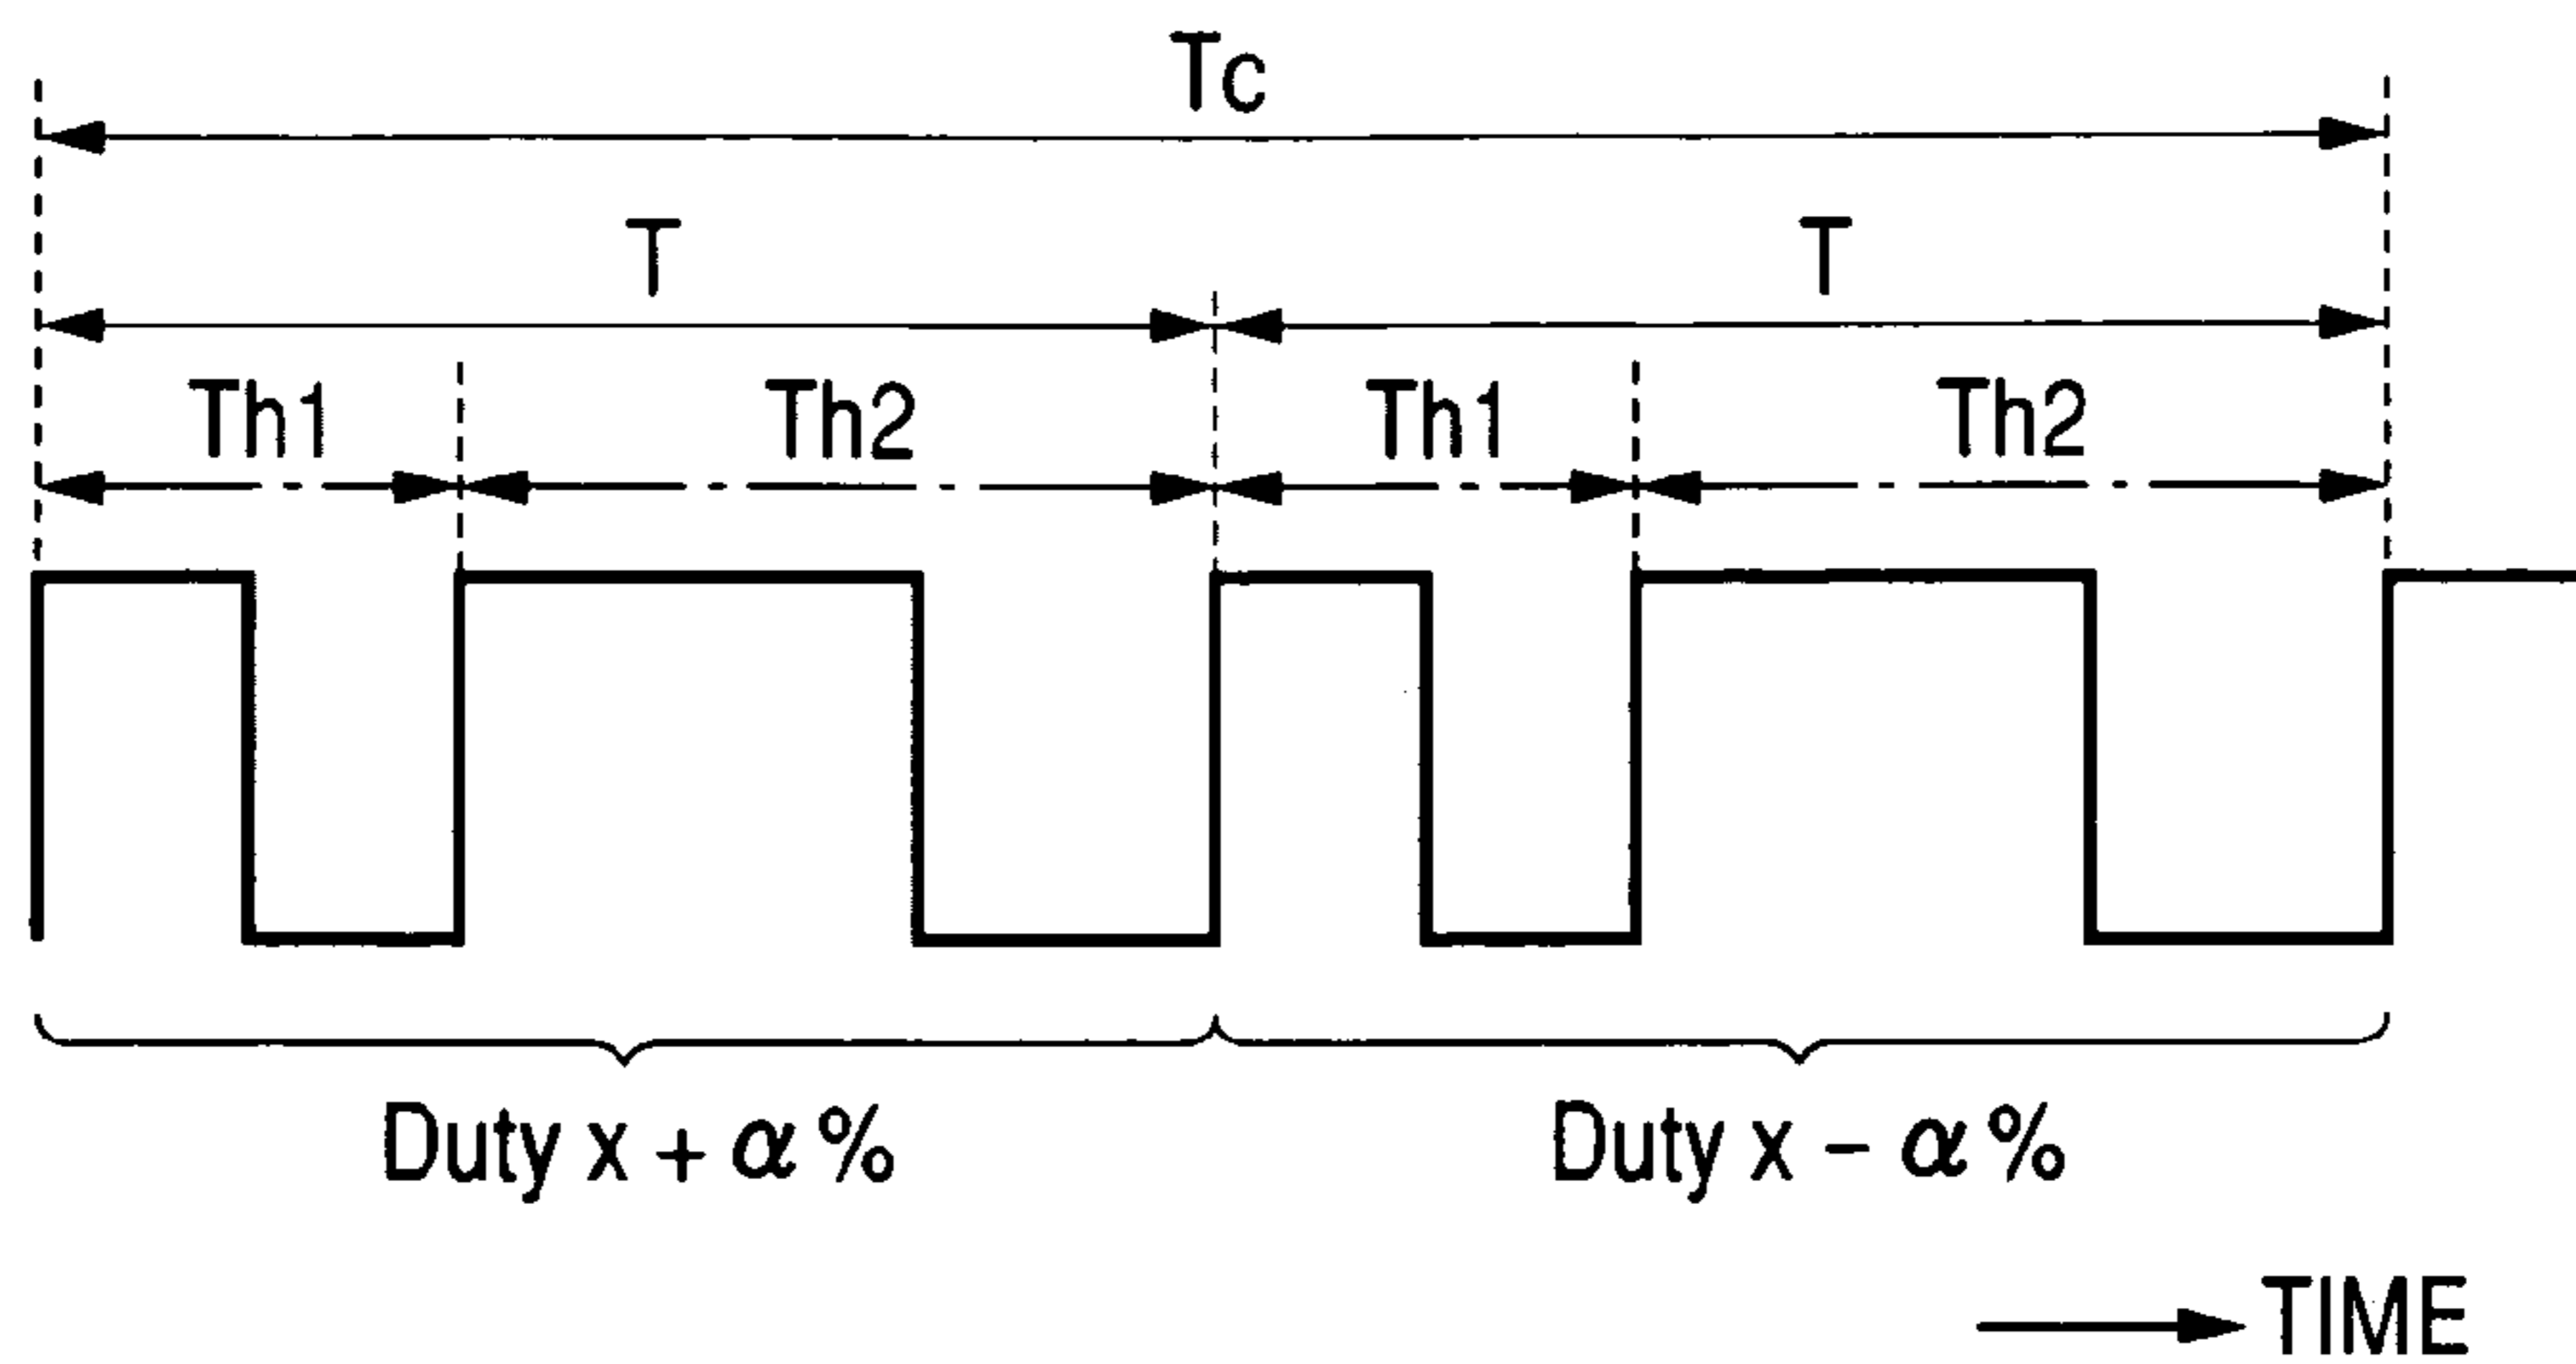 Tc
T T
Th1 Th2 Th1 Th2
Duty x + α % Duty x − α %
TIME